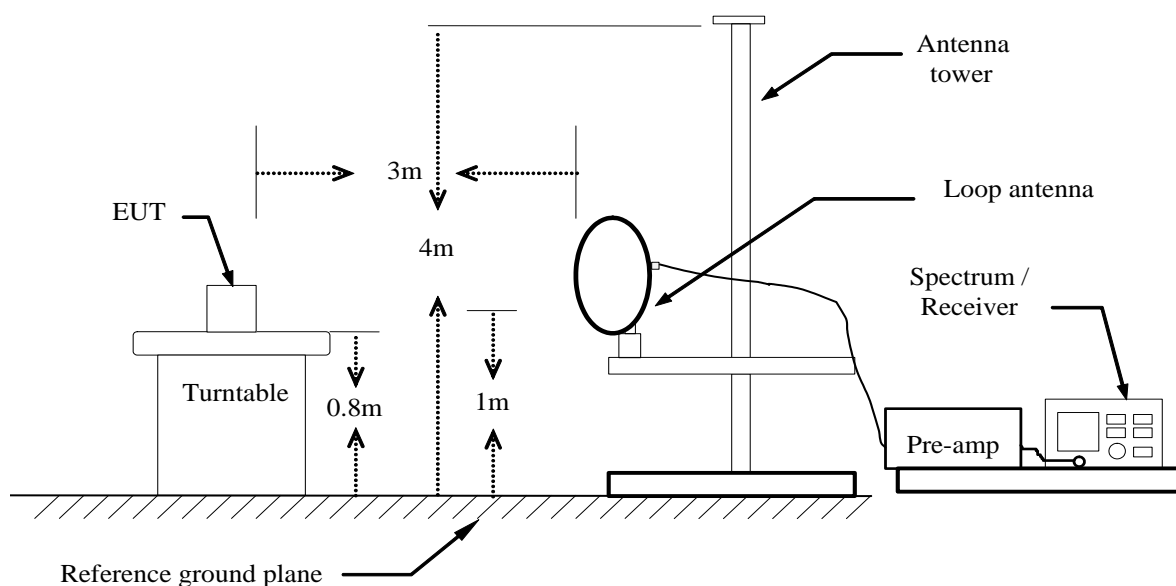 Antenna
tower
3m
Loop antenna
EUT
4m
Spectrum /
Receiver
Turntable
0.8m
1m
Pre-amp
Reference ground plane